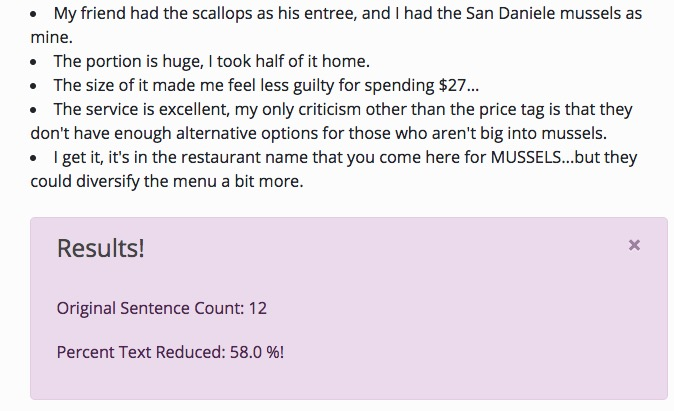 • My friend had the scallops as his entree, and I had the San Daniele mussels as
mine.
• The portion is huge, I took half of it home.
• The size of it made me feel less guilty for spending $27...
• The service is excellent, my only criticism other than the price tag is that they
don't have enough alternative options for those who aren't big into mussels.
• I get it, it's in the restaurant name that you come here for MUSSELS...but they
could diversify the menu a bit more.
Results!
×
Original Sentence Count: 12
Percent Text Reduced: 58.0 %!